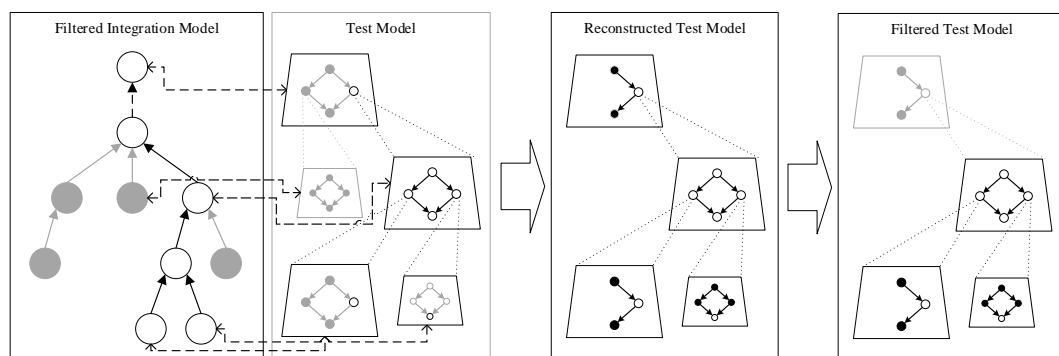 Filtered Integration Model
Test Model
Reconstructed Test Model
Filtered Test Model